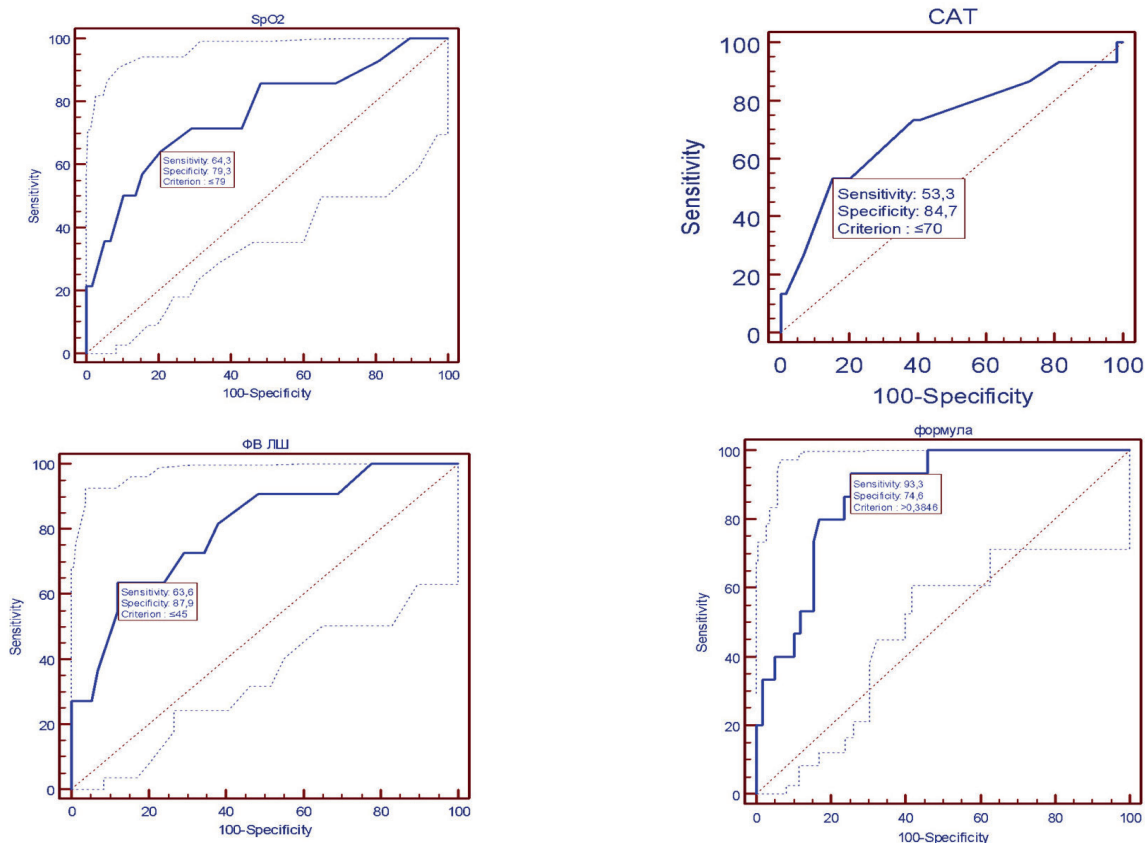 SpO2
Sensitivity
100
80
60
40
20
0
Sensitivity: 64,3
Specificity: 79,3
Criterion : ≤79
0 20 40 60 80 100
100-Specificity
CAT
Sensitivity
100
80
60
40
20
0
Sensitivity: 53,3
Specificity: 84,7
Criterion : ≤70
0 20 40 60 80 100
100-Specificity
ФВ ЛШ
Sensitivity
100
80
60
40
20
0
Sensitivity: 63,6
Specificity: 87,9
Criterion : ≤45
0 20 40 60 80 100
100-Specificity
формула
Sensitivity
100
80
60
40
20
0
Sensitivity: 93,3
Specificity: 74,6
Criterion : >0,3846
0 20 40 60 80 100
100-Specificity